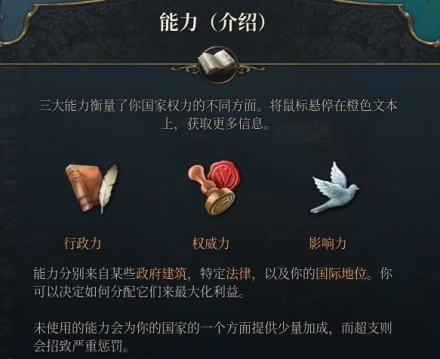 能力（介绍）
三大能力衡量了你国家权力的不同方面。将鼠标悬停在橙色文本
上，获取更多信息。
行政力
权威力
影响力
能力分别来自某些政府建筑，特定法律，以及你的国际地位。你
可以决定如何分配它们来最大化利益。
未使用的能力会为你的国家的一个方面提供少量加成，而超支则
会招致严重惩罚。